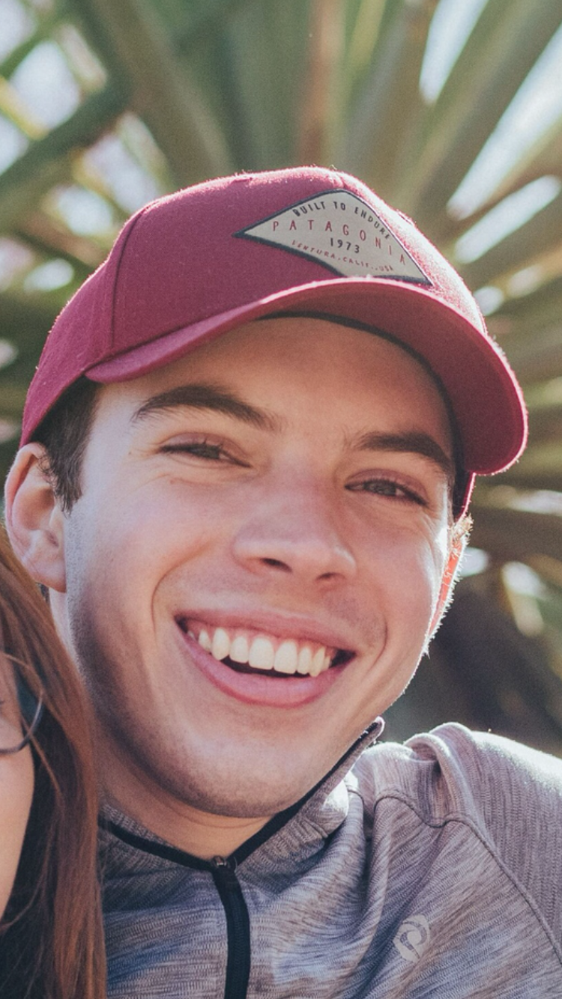 BUILT TO ENDURE
PATAGONIA
1973
VENTURA, CALIF., USA